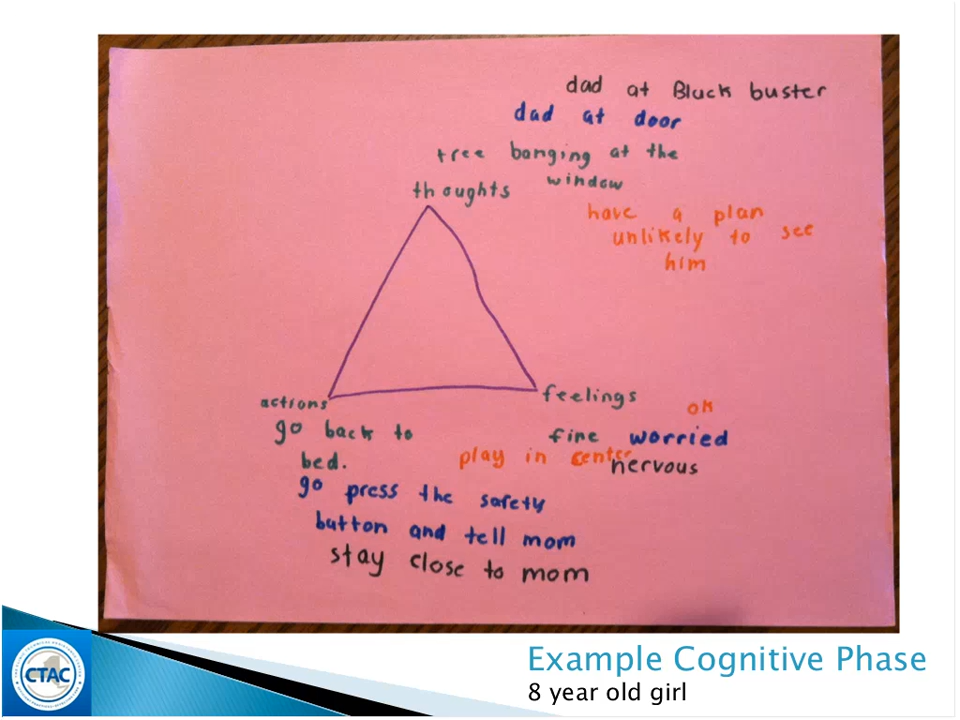 dad at Bluck buster
dad at door
tree banging at the
window
thoughts
have a plan
unlikely to see
him
actions
feelings
ok
go back to
bed.
fine worried
play in center
nervous
go press the safety
button and tell mom
stay close to mom
CTAC
Example Cognitive Phase
8 year old girl